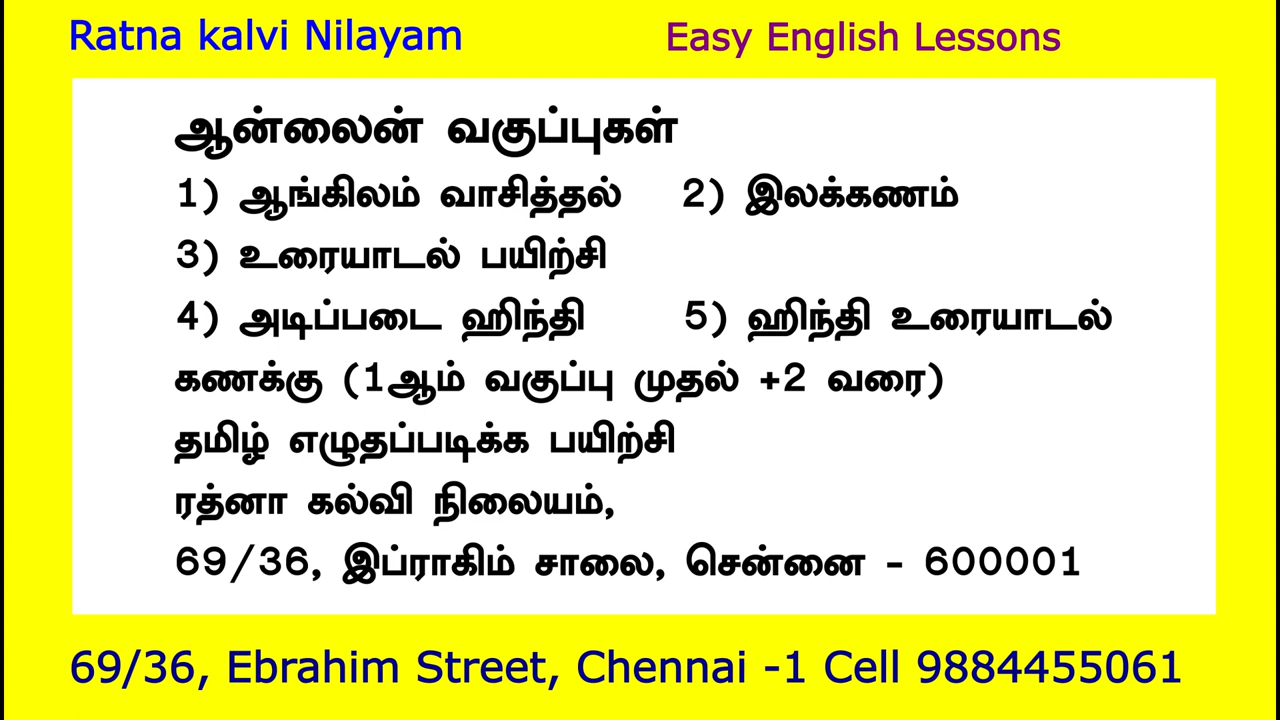 Ratna kalvi Nilayam Easy English Lessons
ஆன்லைன் வகுப்புகள்
1) ஆங்கிலம் வாசித்தல் 2) இலக்கணம்
3) உரையாடல் பயிற்சி
4) அடிப்படை ஹிந்தி 5) ஹிந்தி உரையாடல்
கணக்கு (1ஆம் வகுப்பு முதல் +2 வரை)
தமிழ் எழுதப்படிக்க பயிற்சி
ரத்னா கல்வி நிலையம்,
69/36, இப்ராகிம் சாலை, சென்னை - 600001
69/36, Ebrahim Street, Chennai -1 Cell 9884455061